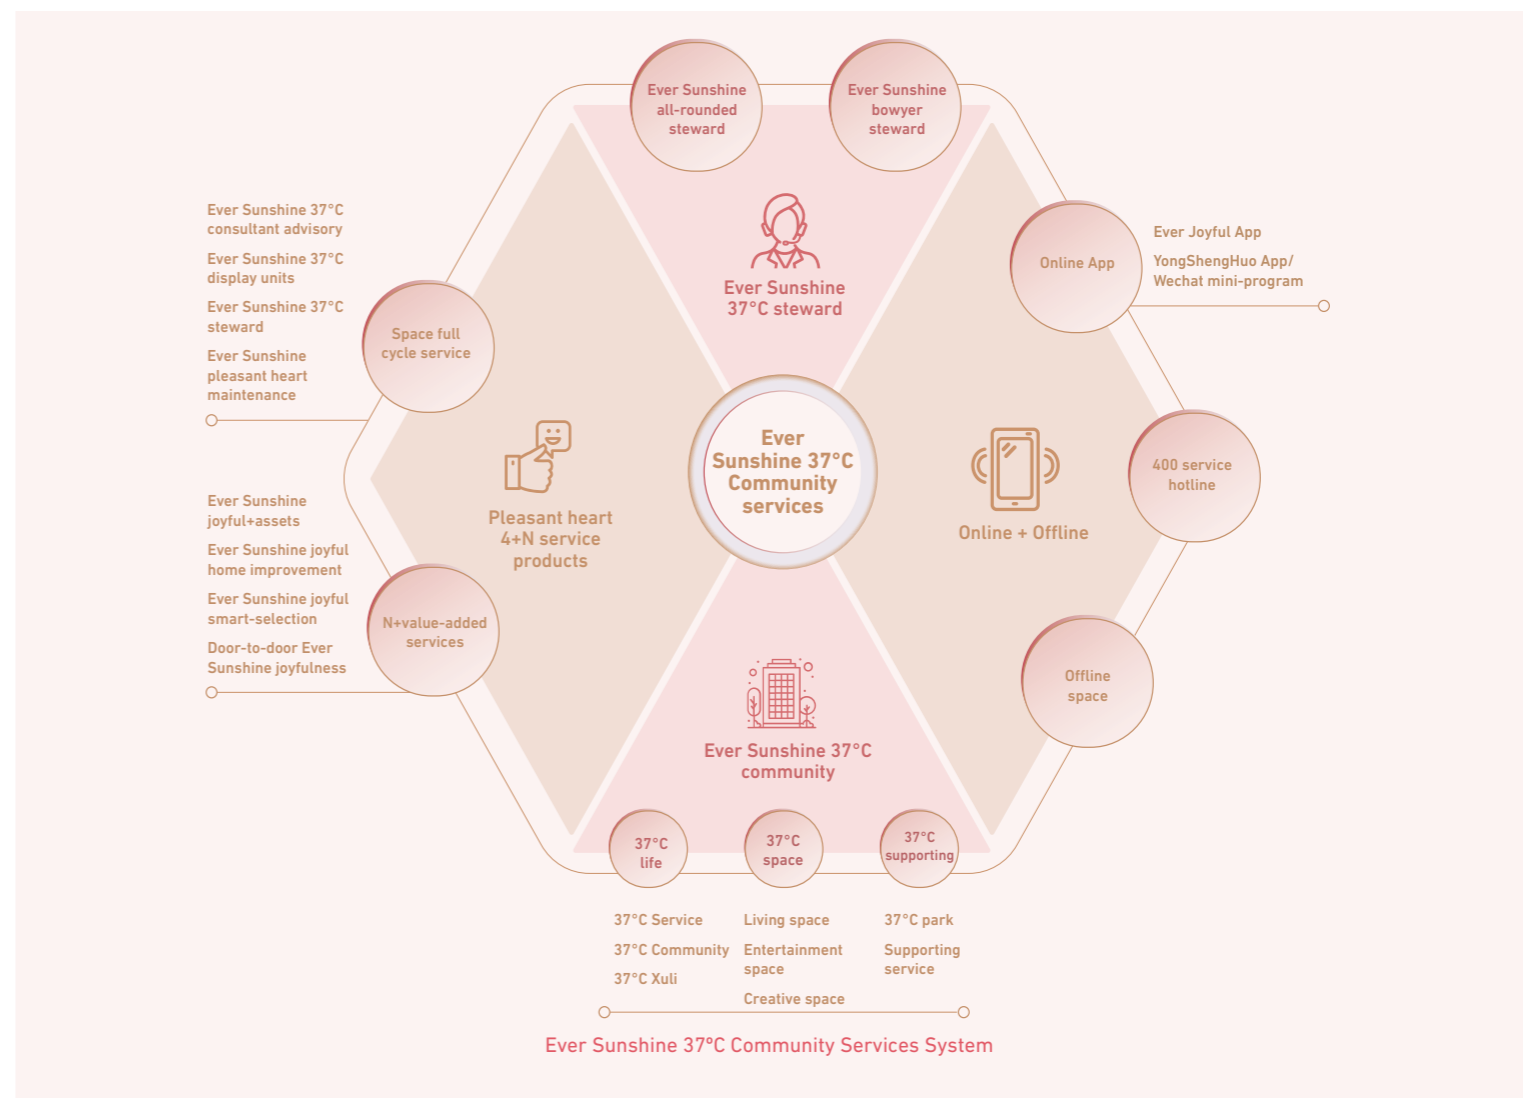 Ever Sunshine
all-rounded
steward
Ever Sunshine
bowyer
steward
Ever Sunshine
37°C steward
Ever Sunshine 37°C
consultant advisory
Ever Sunshine 37°C
display units
Ever Sunshine 37°C
steward
Ever Sunshine
pleasant heart
maintenance
Space full
cycle service
Online App
Ever Joyful App
YongShengHuo App/
Wechat mini-program
Ever
Sunshine 37°C
Community
services
Pleasant heart
4+N service
products
Online + Offline
400 service
hotline
Ever Sunshine
joyful+assets
Ever Sunshine joyful
home improvement
Ever Sunshine joyful
smart-selection
Door-to-door Ever
Sunshine joyfulness
N+value-added
services
Offline
space
Ever Sunshine 37°C
community
37°C
life
37°C
space
37°C
supporting
37°C Service
37°C Community
37°C Xuli
Living space
Entertainment
space
Creative space
37°C park
Supporting
service
Ever Sunshine 37°C Community Services System